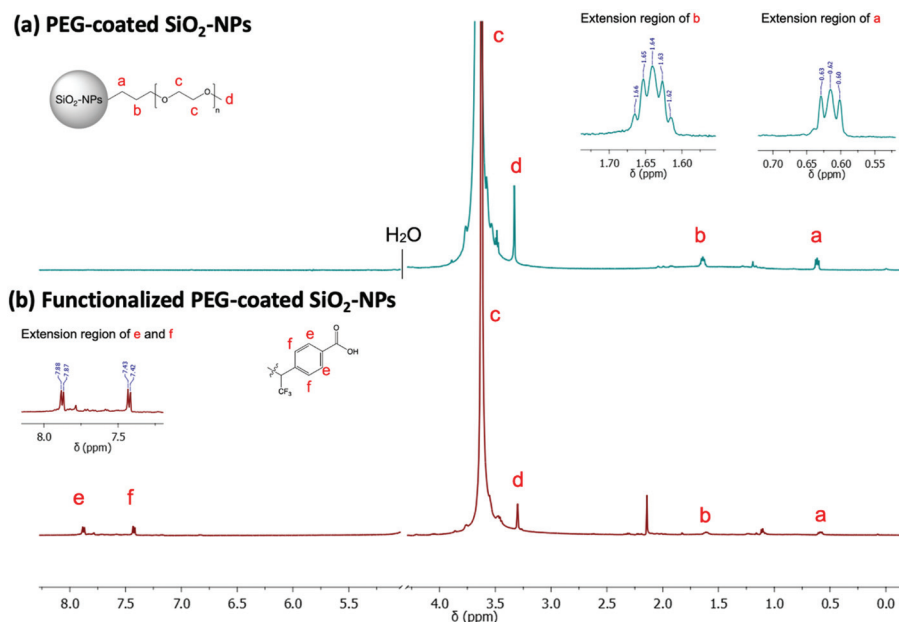 (a) PEG-coated SiO2-NPs
SiO2-NPs
a
b
c
c
n
d
c
d
H2O
b
a
Extension region of b
1.66
1.65
1.64
1.63
1.62
1.70 1.65 1.60
δ (ppm)
Extension region of a
0.63
0.62
0.60
0.70 0.65 0.60 0.55
δ (ppm)
(b) Functionalized PEG-coated SiO2-NPs
Extension region of e and f
7.88
7.87
7.43
7.42
8.0 7.5
δ (ppm)
O
OH
e
f
e
f
CF3
c
d
e
f
b
a
8.0 7.5 7.0 6.5 6.0 5.5 5.0 4.0 3.5 3.0 2.5 2.0 1.5 1.0 0.5 0.0
δ (ppm)